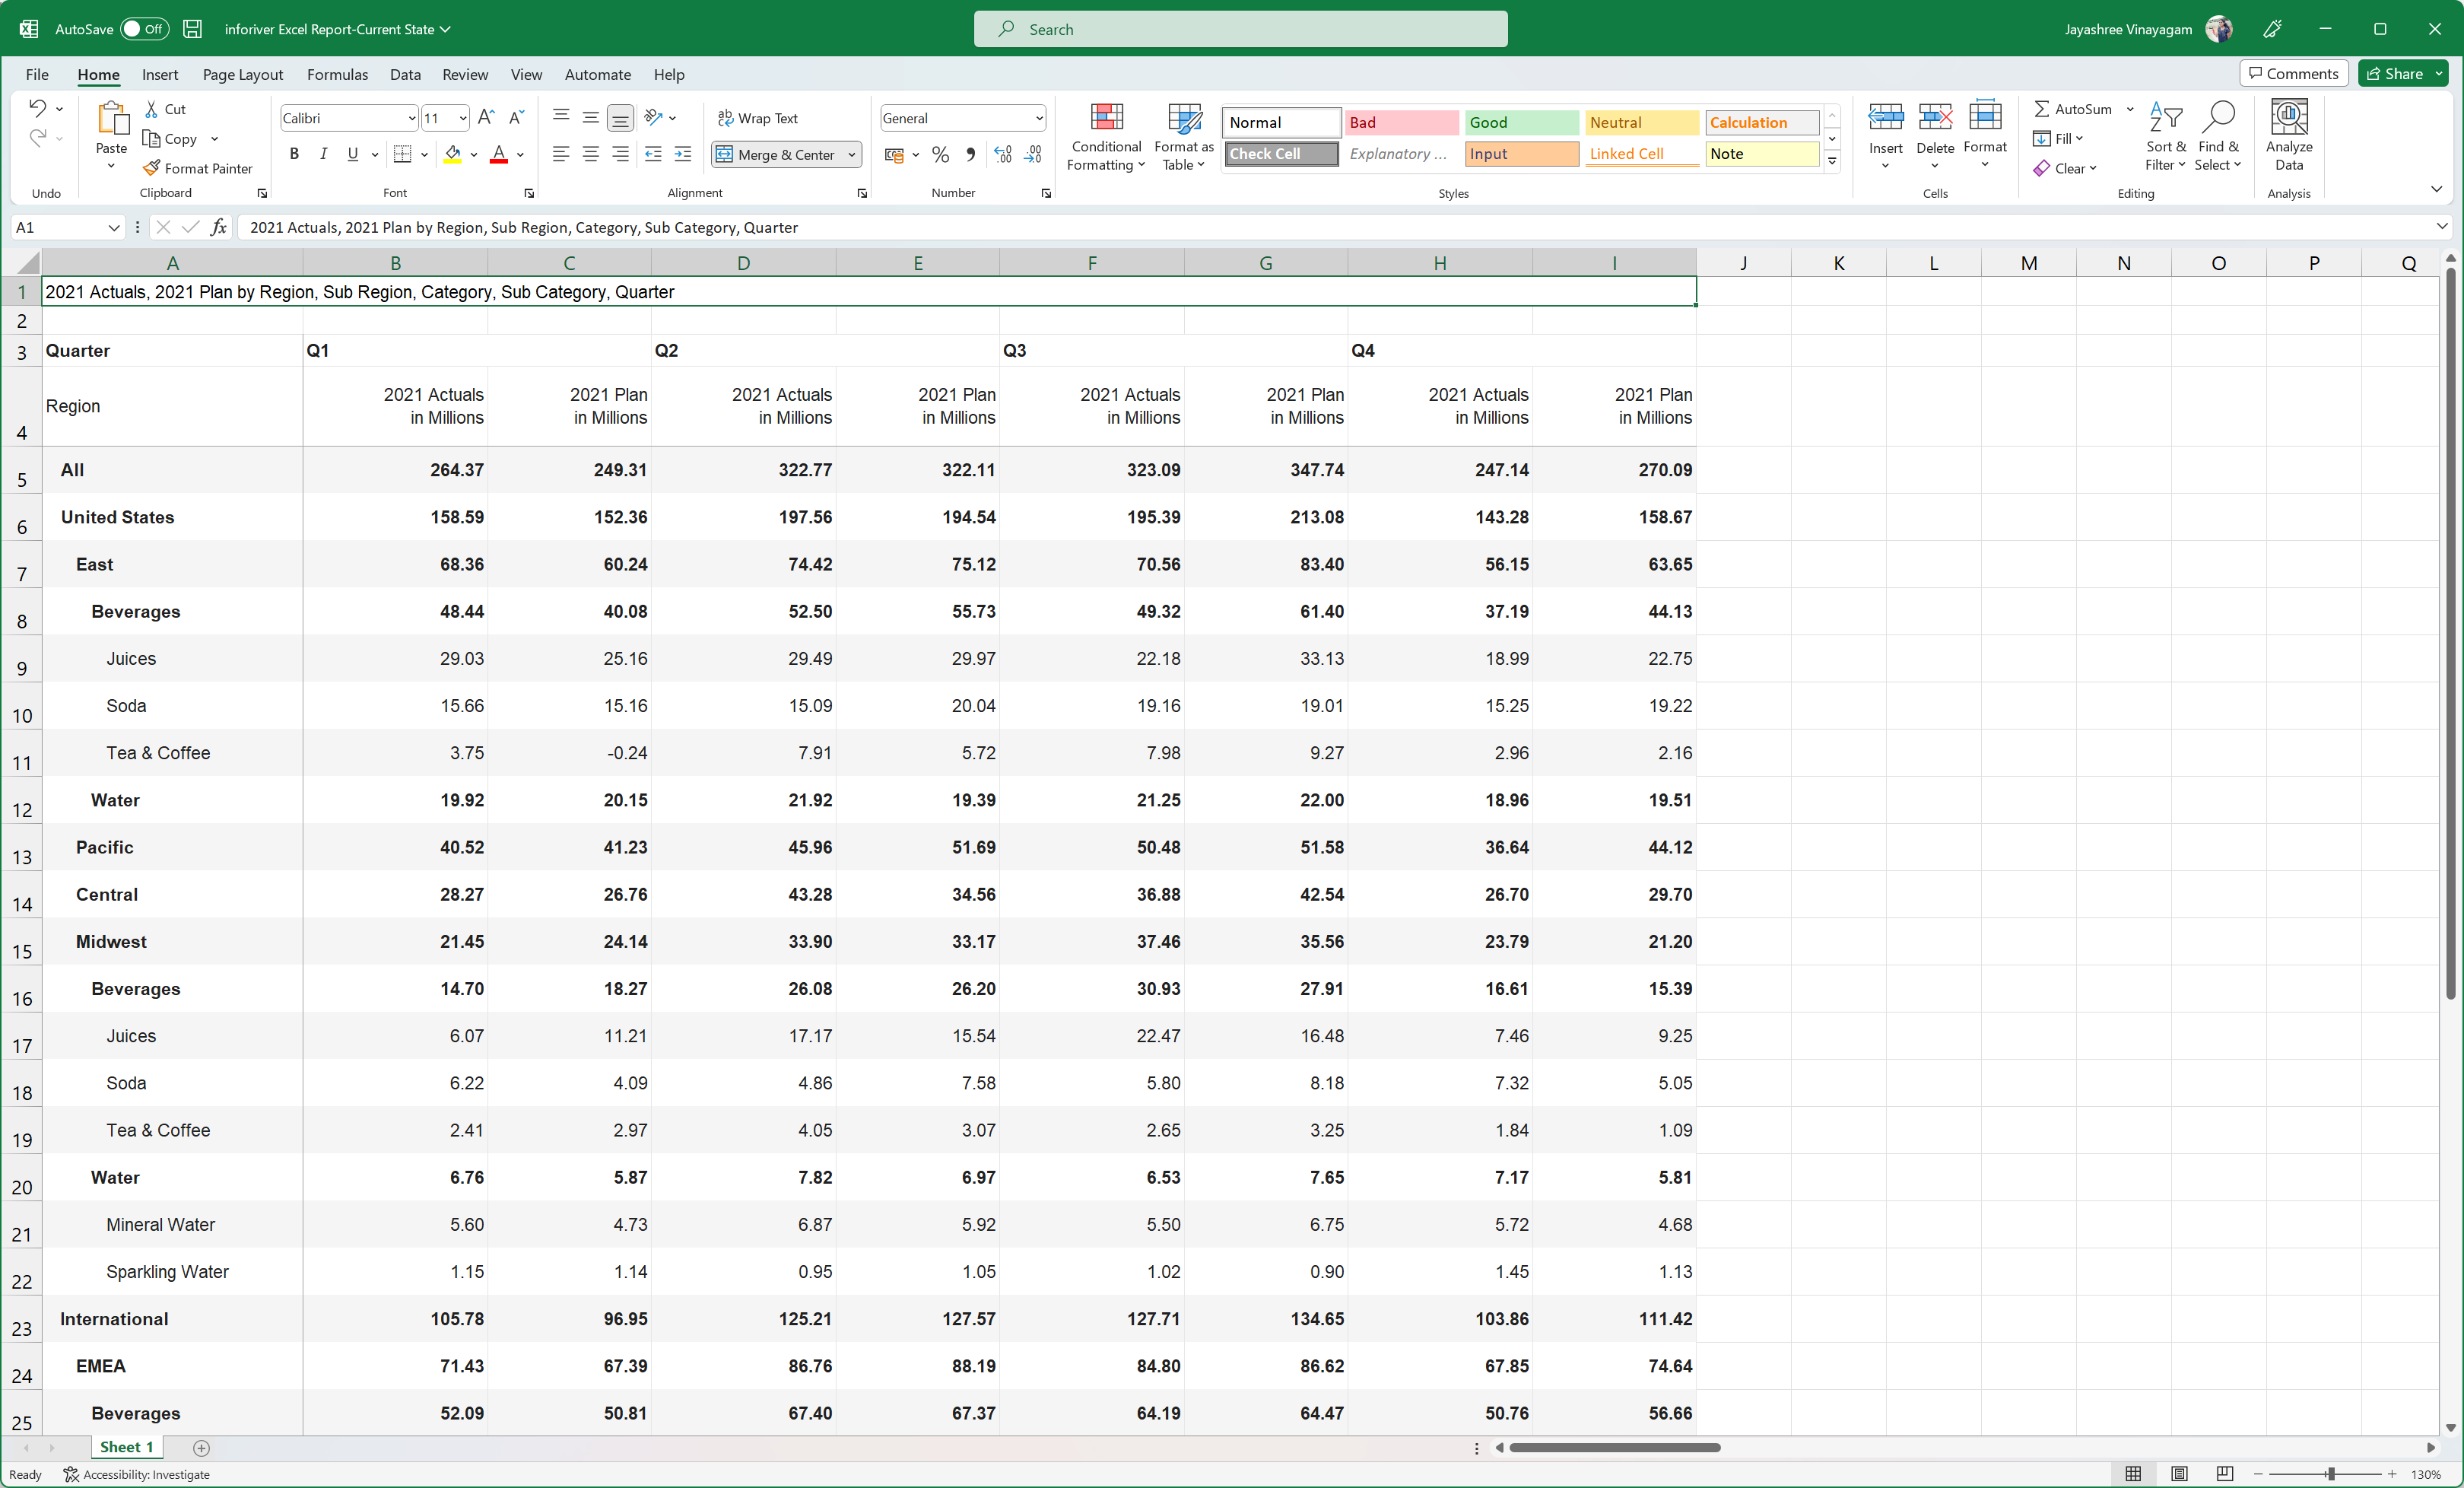 AutoSave Off inforiver Excel Report-Current State Search Jayashree Vinayagam
File Home Insert Page Layout Formulas Data Review View Automate Help Comments Share
Paste Cut Copy Format Painter
Calibri 11 B I U A
Wrap Text Merge & Center
General % 
Conditional Formatting Format as Table
Normal Bad Good Neutral Calculation
Check Cell Explanatory ... Input Linked Cell Note
Insert Delete Format
AutoSum Fill Clear Sort & Filter Find & Select
Analyze Data
Undo Clipboard Font Alignment Number Styles Cells Editing Analysis
A1 fx 2021 Actuals, 2021 Plan by Region, Sub Region, Category, Sub Category, Quarter
A B C D E F G H I J K L M N O P Q
1 2021 Actuals, 2021 Plan by Region, Sub Region, Category, Sub Category, Quarter
2
3 Quarter Q1 Q2 Q3 Q4
4 Region 2021 Actuals in Millions 2021 Plan in Millions 2021 Actuals in Millions 2021 Plan in Millions 2021 Actuals in Millions 2021 Plan in Millions 2021 Actuals in Millions 2021 Plan in Millions
5 All 264.37 249.31 322.77 322.11 323.09 347.74 247.14 270.09
6 United States 158.59 152.36 197.56 194.54 195.39 213.08 143.28 158.67
7 East 68.36 60.24 74.42 75.12 70.56 83.40 56.15 63.65
8 Beverages 48.44 40.08 52.50 55.73 49.32 61.40 37.19 44.13
9 Juices 29.03 25.16 29.49 29.97 22.18 33.13 18.99 22.75
10 Soda 15.66 15.16 15.09 20.04 19.16 19.01 15.25 19.22
11 Tea & Coffee 3.75 -0.24 7.91 5.72 7.98 9.27 2.96 2.16
12 Water 19.92 20.15 21.92 19.39 21.25 22.00 18.96 19.51
13 Pacific 40.52 41.23 45.96 51.69 50.48 51.58 36.64 44.12
14 Central 28.27 26.76 43.28 34.56 36.88 42.54 26.70 29.70
15 Midwest 21.45 24.14 33.90 33.17 37.46 35.56 23.79 21.20
16 Beverages 14.70 18.27 26.08 26.20 30.93 27.91 16.61 15.39
17 Juices 6.07 11.21 17.17 15.54 22.47 16.48 7.46 9.25
18 Soda 6.22 4.09 4.86 7.58 5.80 8.18 7.32 5.05
19 Tea & Coffee 2.41 2.97 4.05 3.07 2.65 3.25 1.84 1.09
20 Water 6.76 5.87 7.82 6.97 6.53 7.65 7.17 5.81
21 Mineral Water 5.60 4.73 6.87 5.92 5.50 6.75 5.72 4.68
22 Sparkling Water 1.15 1.14 0.95 1.05 1.02 0.90 1.45 1.13
23 International 105.78 96.95 125.21 127.57 127.71 134.65 103.86 111.42
24 EMEA 71.43 67.39 86.76 88.19 84.80 86.62 67.85 74.64
25 Beverages 52.09 50.81 67.40 67.37 64.19 64.47 50.76 56.66
Sheet 1
Ready Accessibility: Investigate 130%